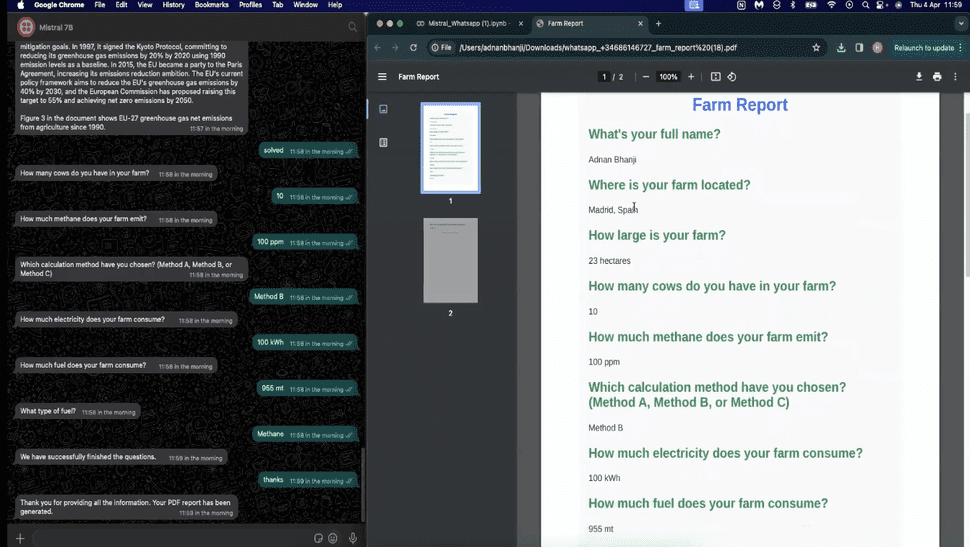 Google Chrome File Edit View History Bookmarks Profiles Tab Window Help Thu 4 Apr 11:59
Mistral 7B
mitigation goals. In 1997, it signed the Kyoto Protocol, committing to
reducing its greenhouse gas emissions by 20% by 2020 using 1990
emission levels as a baseline. In 2015, the EU became a party to the Paris
Agreement, increasing its emissions reduction ambition. The EU's current
policy framework aims to reduce the EU's greenhouse gas emissions by
40% by 2030, and the European Commission has proposed raising this
target to 55% and achieving net zero emissions by 2050.
Figure 3 in the document shows EU-27 greenhouse gas net emissions
from agriculture since 1990. 11:57 in the morning
solved 11:58 in the morning
How many cows do you have in your farm? 11:58 in the morning
10 11:58 in the morning
How much methane does your farm emit? 11:58 in the morning
100 ppm 11:58 in the morning
Which calculation method have you chosen? (Method A, Method B, or
Method C) 11:58 in the morning
Method B 11:58 in the morning
How much electricity does your farm consume? 11:58 in the morning
100 kWh 11:58 in the morning
How much fuel does your farm consume? 11:58 in the morning
955 mt 11:58 in the morning
What type of fuel? 11:58 in the morning
Methane 11:58 in the morning
We have successfully finished the questions. 11:59 in the morning
thanks 11:59 in the morning
Thank you for providing all the information. Your PDF report has been
generated. 11:59 in the morning
Mistral_Whatsapp (1).ipynb - Farm Report
File /Users/adnanbhanji/Downloads/whatsapp_+34686146727_farm_report%20(18).pdf Relaunch to update
Farm Report 1 / 2 100%
1
2
Farm Report
What's your full name?
Adnan Bhanji
Where is your farm located?
Madrid, Spain
How large is your farm?
23 hectares
How many cows do you have in your farm?
10
How much methane does your farm emit?
100 ppm
Which calculation method have you chosen?
(Method A, Method B, or Method C)
Method B
How much electricity does your farm consume?
100 kWh
How much fuel does your farm consume?
955 mt